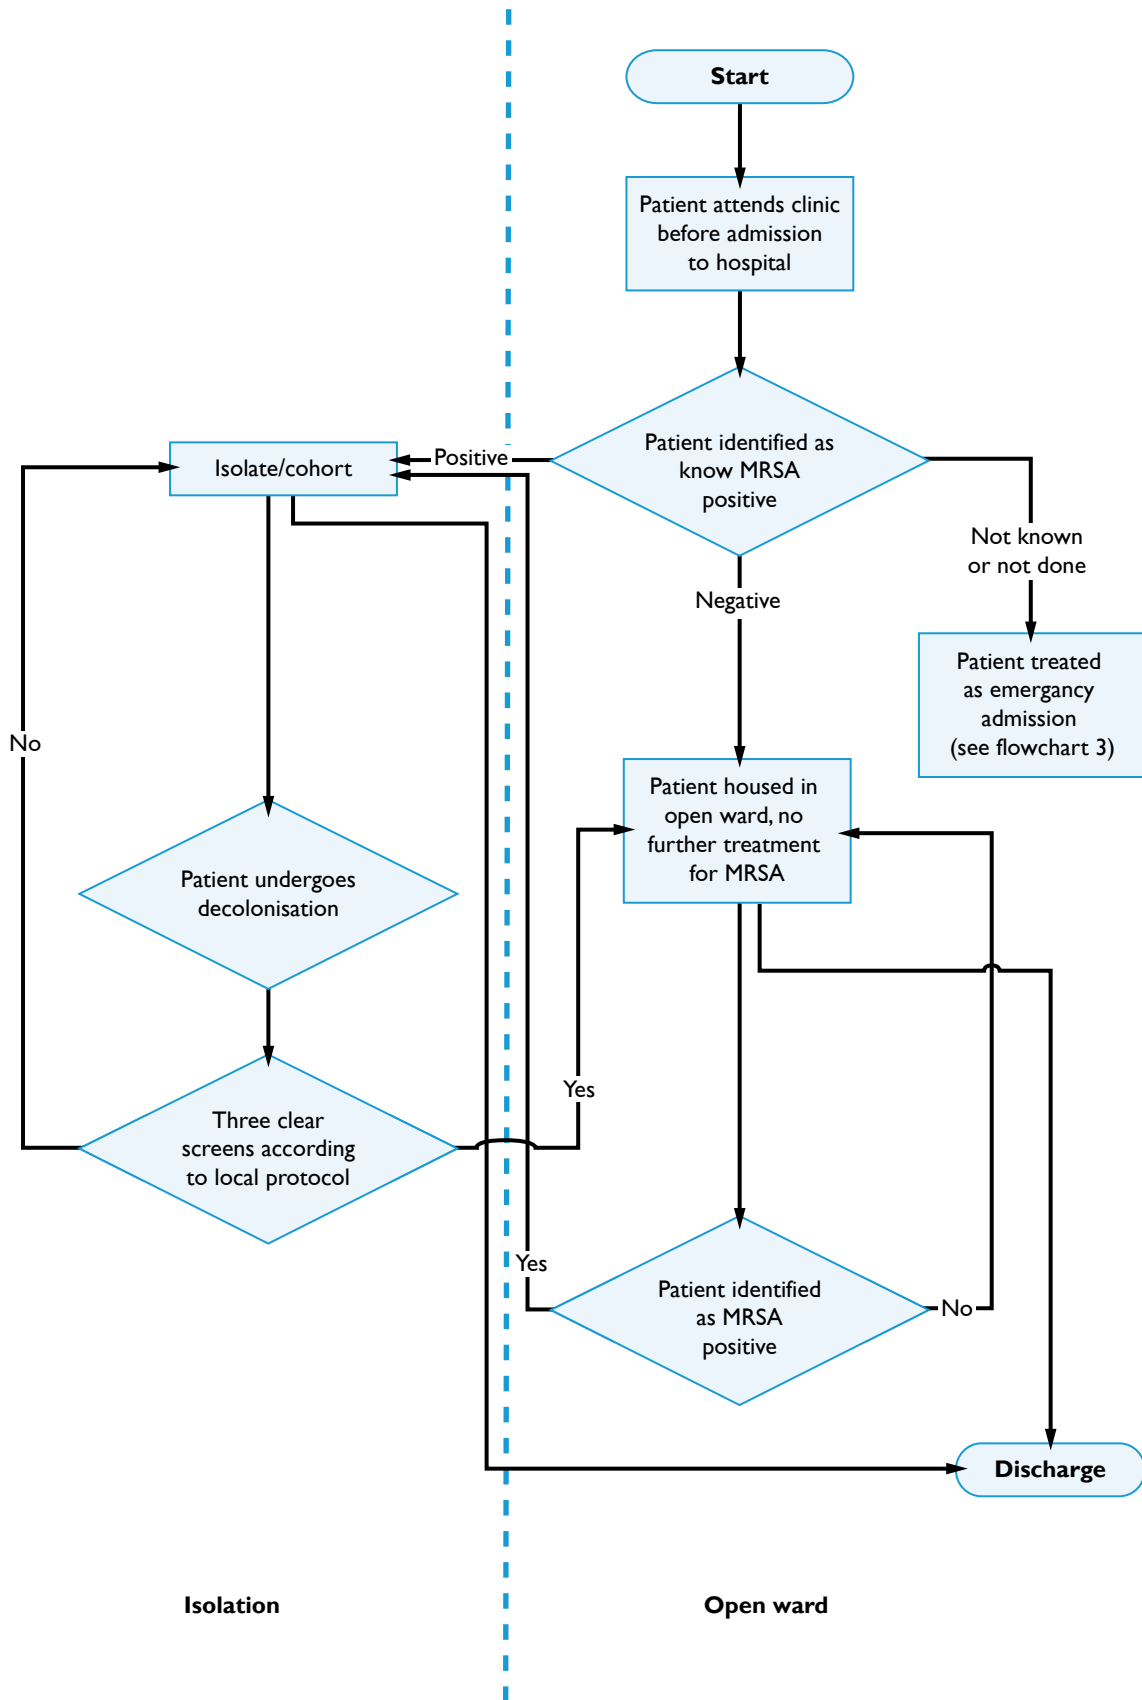 Start
Patient attends clinic
before admission
to hospital
Patient identified as
know MRSA
positive
Positive
Isolate/cohort
Not known
or not done
Negative
Patient treated
as emergancy
admission
(see flowchart 3)
No
Patient housed in
open ward, no
further treatment
for MRSA
Patient undergoes
decolonisation
Yes
Three clear
screens according
to local protocol
Yes
Patient identified
as MRSA
positive
No
Discharge
Isolation
Open ward